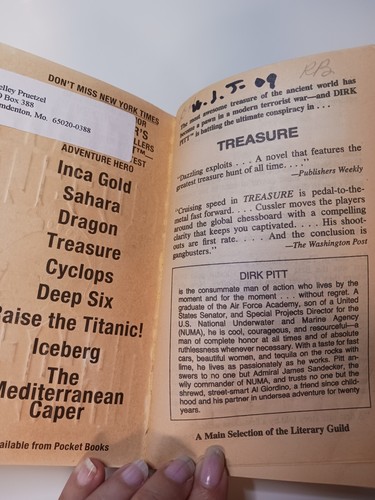 elley Pruetzel
O Box 388
mdenton, Mo 65020-0388
DON'T MISS NEW YORK TIMES
TOR
R'S
LLERS
TT™—
TEST
ADVENTURE HERO
Inca Gold
Sahara
Dragon
Treasure
Cyclops
Deep Six
Raise the Titanic!
Iceberg
The
Mediterranean
Caper
vailable from Pocket Books
09
The most awesome treasure of the ancient world has
become a pawn in a modern terrorist war—and DIRK
PITT™ is battling the ultimate conspiracy in . . .
TREASURE
"Dazzling exploits . . . A novel that features the
greatest treasure hunt of all time. . . ."
—Publishers Weekly
"Cruising speed in TREASURE is pedal-to-the-
metal fast forward. . . . Cussler moves the players
around the global chessboard with a compelling
clarity that keeps you captivated. . . . His shoot-
outs are first rate. . . . And the conclusion is
gangbusters."
—The Washington Post
DIRK PITT
is the consummate man of action who lives by the
moment and for the moment . . . without regret. A
graduate of the Air Force Academy, son of a United
States Senator, and Special Projects Director for the
U.S. National Underwater and Marine Agency
(NUMA), he is cool, courageous, and resourceful—a
man of complete honor at all times and of absolute
ruthlessness whenever necessary. With a taste for fast
cars, beautiful women, and tequila on the rocks with
lime, he lives as passionately as he works. Pitt an-
swers to no one but Admiral James Sandecker, the
wily commander of NUMA, and trusts no one but the
shrewd, street-smart Al Giordino, a friend since child-
hood and his partner in undersea adventure for twenty
years.
A Main Selection of the Literary Guild